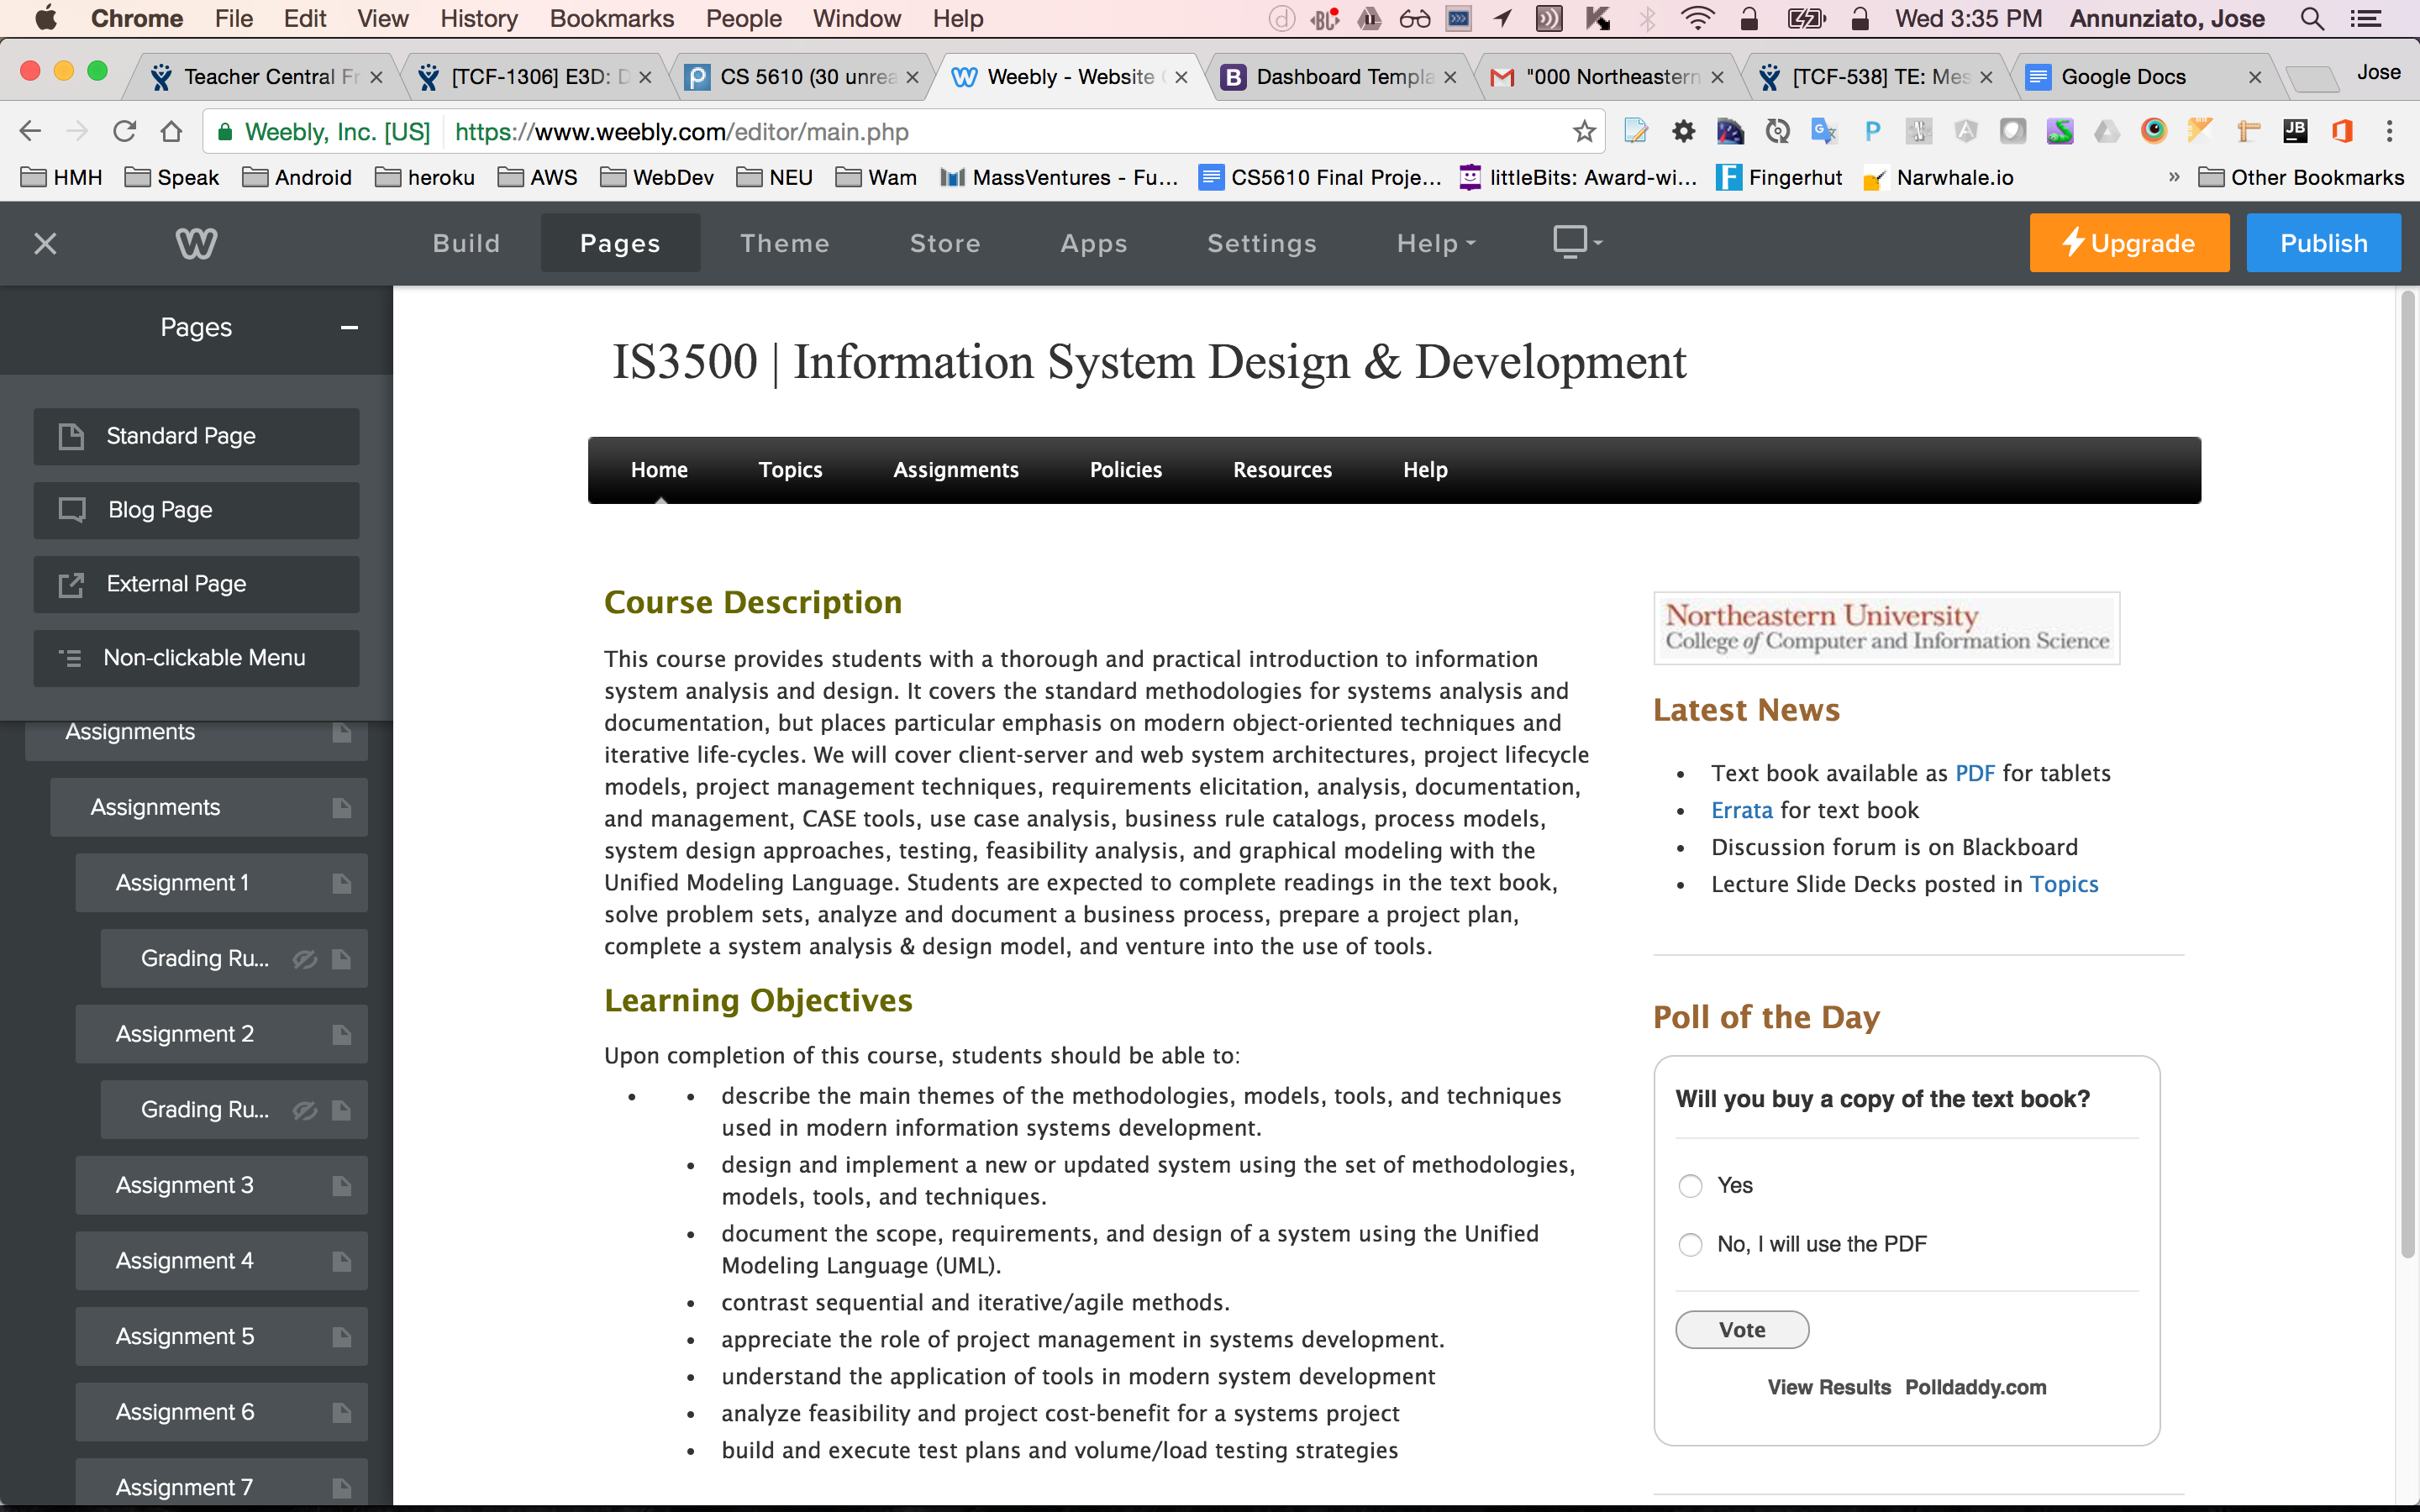 Chrome File Edit View History Bookmarks People Window Help Wed 3:35 PM Annunziato, Jose
Teacher Central Fr [TCF-1306] E3D: D CS 5610 (30 unrea Weebly - Website Dashboard Templa "000 Northeastern [TCF-538] TE: Mes Google Docs Jose
Weebly, Inc. [US] https://www.weebly.com/editor/main.php
HMH Speak Android heroku AWS WebDev NEU Wam MassVentures - Fu... CS5610 Final Proje... littleBits: Award-wi... Fingerhut Narwhale.io » Other Bookmarks
Build Pages Theme Store Apps Settings Help Upgrade Publish
Pages
Standard Page
Blog Page
External Page
Non-clickable Menu
Assignments
Assignments
Assignment 1
Grading Ru...
Assignment 2
Grading Ru...
Assignment 3
Assignment 4
Assignment 5
Assignment 6
Assignment 7
IS3500 | Information System Design & Development
Home Topics Assignments Policies Resources Help
Course Description
This course provides students with a thorough and practical introduction to information
system analysis and design. It covers the standard methodologies for systems analysis and
documentation, but places particular emphasis on modern object-oriented techniques and
iterative life-cycles. We will cover client-server and web system architectures, project lifecycle
models, project management techniques, requirements elicitation, analysis, documentation,
and management, CASE tools, use case analysis, business rule catalogs, process models,
system design approaches, testing, feasibility analysis, and graphical modeling with the
Unified Modeling Language. Students are expected to complete readings in the text book,
solve problem sets, analyze and document a business process, prepare a project plan,
complete a system analysis & design model, and venture into the use of tools.
Learning Objectives
Upon completion of this course, students should be able to:
• • describe the main themes of the methodologies, models, tools, and techniques
used in modern information systems development.
• design and implement a new or updated system using the set of methodologies,
models, tools, and techniques.
• document the scope, requirements, and design of a system using the Unified
Modeling Language (UML).
• contrast sequential and iterative/agile methods.
• appreciate the role of project management in systems development.
• understand the application of tools in modern system development
• analyze feasibility and project cost-benefit for a systems project
• build and execute test plans and volume/load testing strategies
Northeastern University
College of Computer and Information Science
Latest News
• Text book available as PDF for tablets
• Errata for text book
• Discussion forum is on Blackboard
• Lecture Slide Decks posted in Topics
Poll of the Day
Will you buy a copy of the text book?
Yes
No, I will use the PDF
Vote
View Results Polldaddy.com